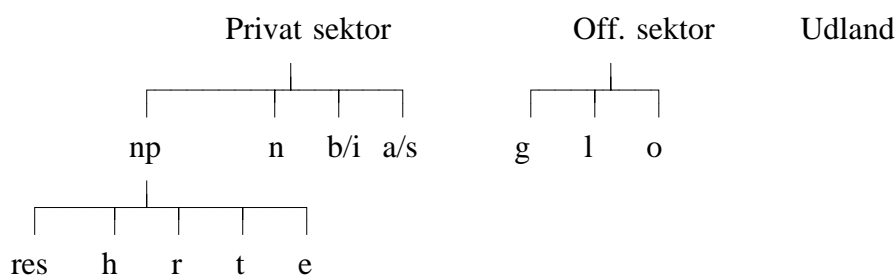 Privat sektor Off. sektor Udland
np n b/i a/s g l o
res h r t e